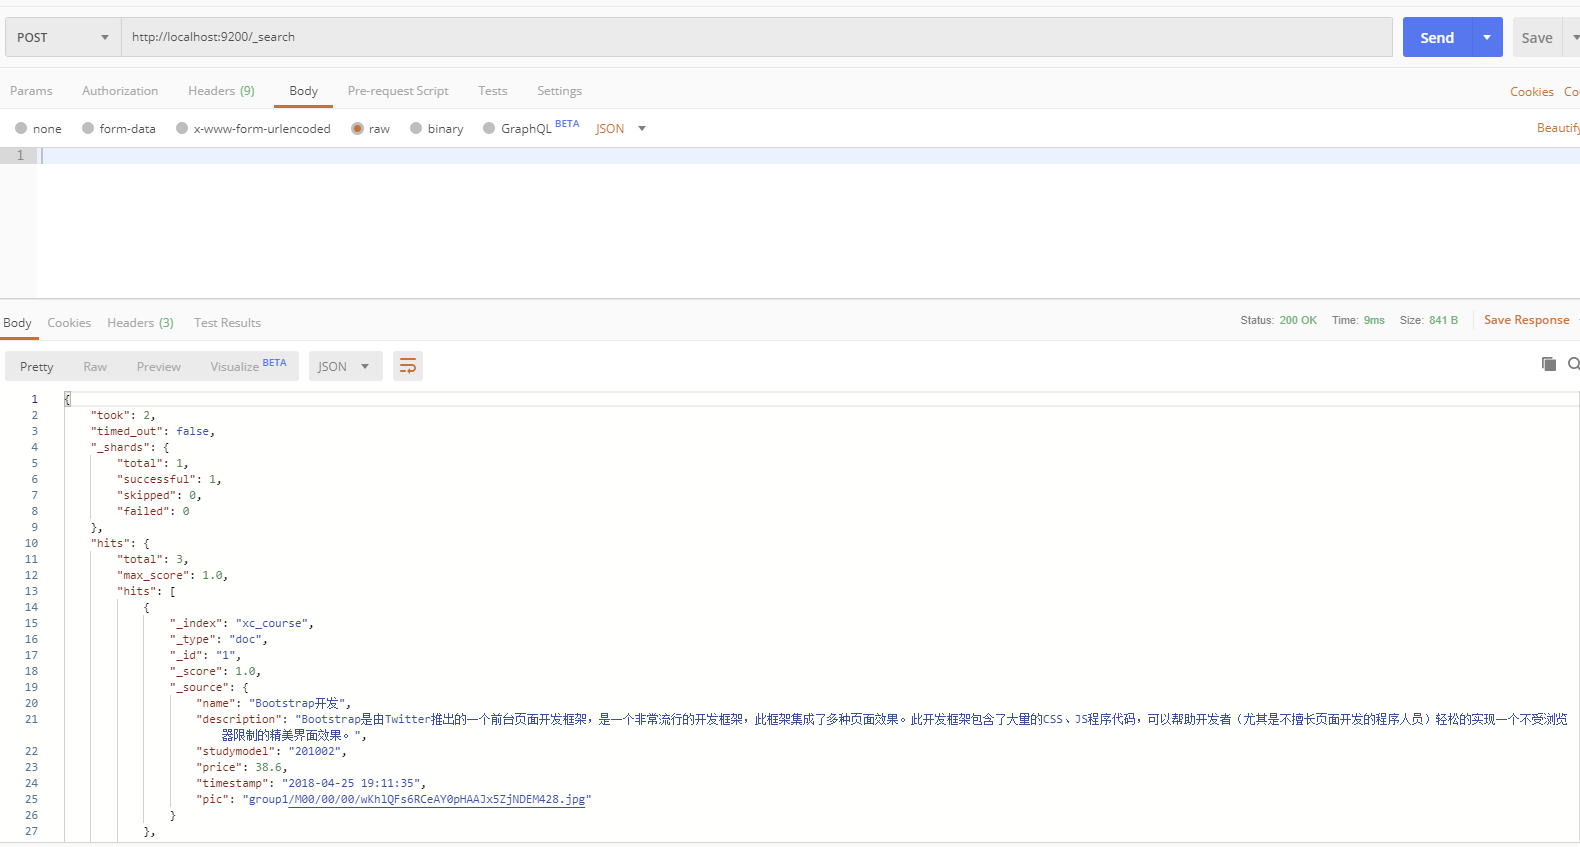 POST http://localhost:9200/_search Send Save
Params Authorization Headers (9) Body Pre-request Script Tests Settings Cookies Co
none form-data x-www-form-urlencoded raw binary GraphQL BETA JSON Beautify
1
Body Cookies Headers (3) Test Results Status: 200 OK Time: 9ms Size: 841 B Save Response
Pretty Raw Preview Visualize BETA JSON
1 {
2 "took": 2,
3 "timed_out": false,
4 "_shards": {
5 "total": 1,
6 "successful": 1,
7 "skipped": 0,
8 "failed": 0
9 },
10 "hits": {
11 "total": 3,
12 "max_score": 1.0,
13 "hits": [
14 {
15 "_index": "xc_course",
16 "_type": "doc",
17 "_id": "1",
18 "_score": 1.0,
19 "_source": {
20 "name": "Bootstrap开发",
21 "description": "Bootstrap是由Twitter推出的一个前台页面开发框架，是一个非常流行的开发框架，此框架集成了多种页面效果。此开发框架包含了大量的CSS、JS程序代码，可以帮助开发者（尤其是不擅长页面开发的程序人员）轻松的实现一个不受浏览
器限制的精美界面效果。",
22 "studymodel": "201002",
23 "price": 38.6,
24 "timestamp": "2018-04-25 19:11:35",
25 "pic": "group1/M00/00/00/wKhlQFs6RCeAY0pHAAJx5ZjNDEM428.jpg"
26 }
27 },